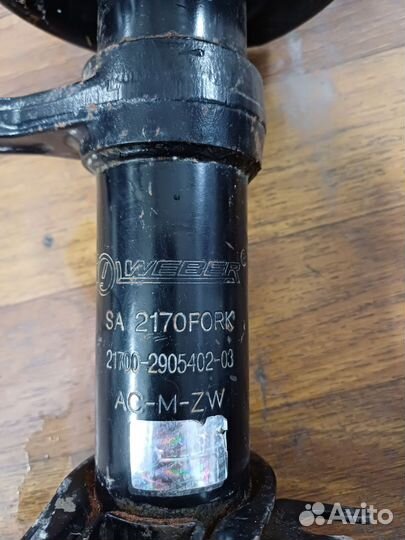 WEBER
SA 2170FORK
21700-2905402-03
AC-M-ZW
Avito